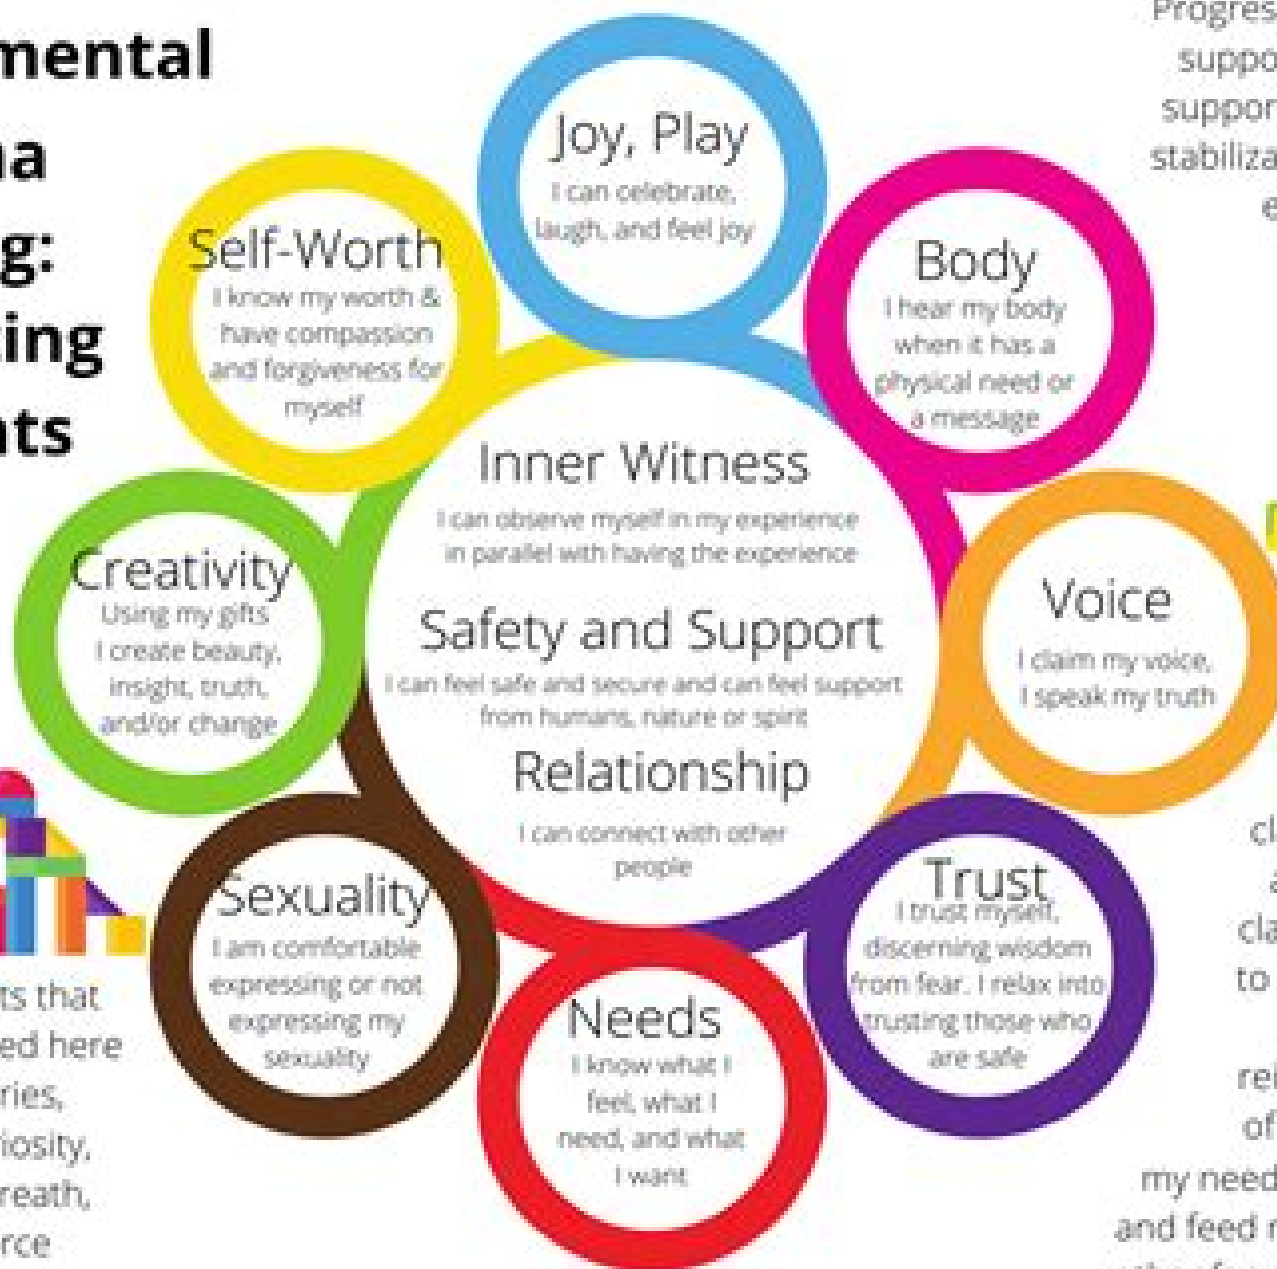 mental
na
g:
ing
nts
Progres
suppo
suppor
stabiliza
e
Joy, Play
I can celebrate,
laugh, and feel joy
Self-Worth
I know my worth &
have compassion
and forgiveness for
myself
Body
I hear my body
when it has a
physical need or
a message
Inner Witness
I can observe myself in my experience
in parallel with having the experience
Safety and Support
I can feel safe and secure and can feel support
from humans, nature or spirit
Relationship
I can connect with other
people
Creativity
Using my gifts
I create beauty,
insight, truth,
and/or change
Voice
I claim my voice,
I speak my truth
Sexuality
I am comfortable
expressing or not
expressing my
sexuality
Trust
I trust myself,
discerning wisdom
from fear. I relax into
trusting those who
are safe
Needs
I know what I
feel, what I
need, and what
I want
ts that
ed here
ries,
iosity,
reath,
rce
cl
a
cla
to
rei
of
my need
and feed r